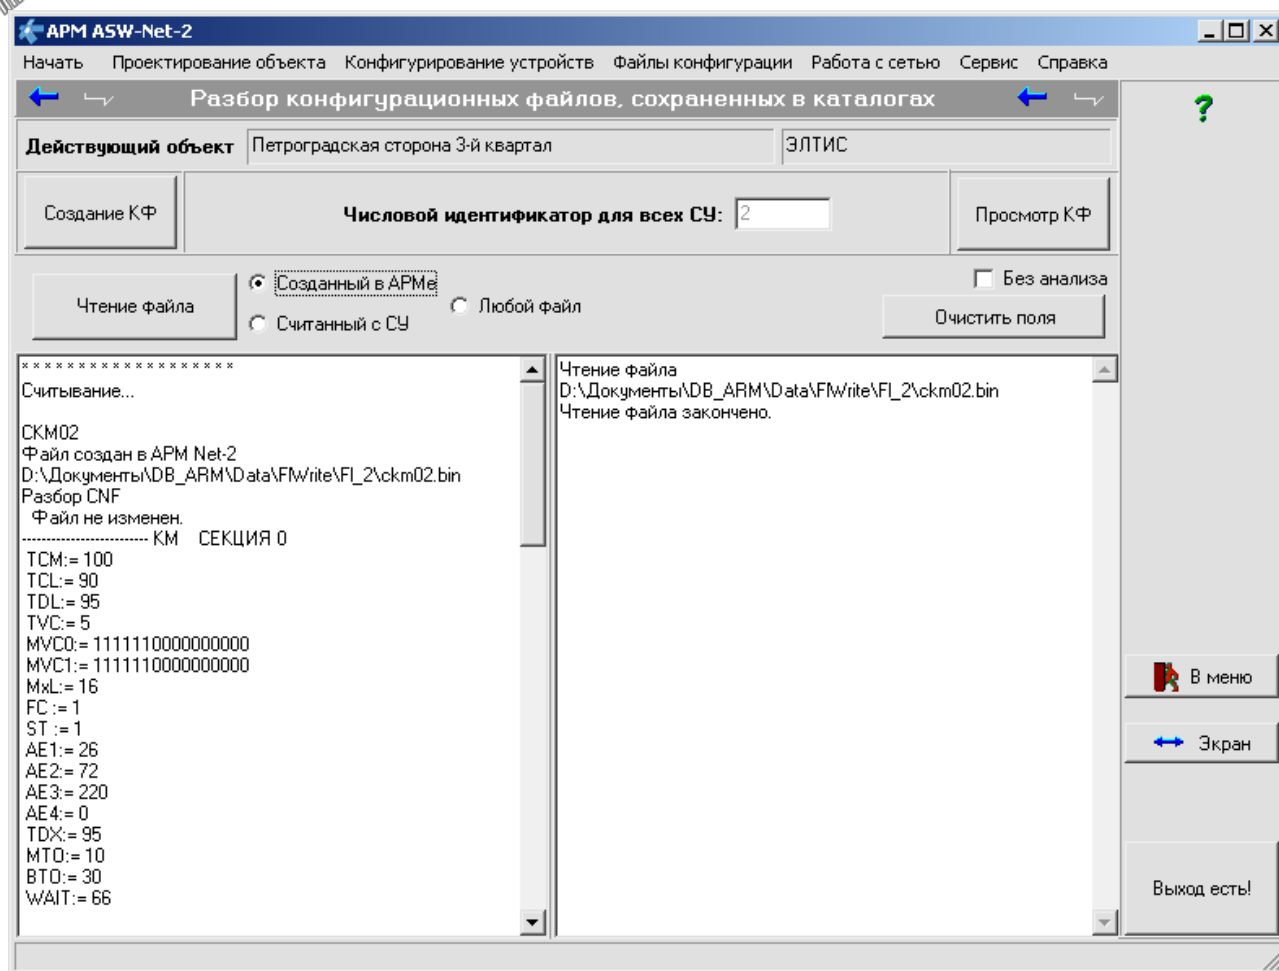 АРМ ASW-Net-2
Начать Проектирование объекта Конфигурирование устройств Файлы конфигурации Работа с сетью Сервис Справка
Разбор конфигурационных файлов, сохраненных в каталогах
?
Действующий объект Петроградская сторона 3-й квартал ЭЛТИС
Создание КФ Числовой идентификатор для всех СУ: 2 Просмотр КФ
Чтение файла
Созданный в АРМе
Считанный с СУ
Любой файл
Без анализа
Очистить поля
* * * * * * * * * * * * * * * * * * *
Считывание...
СКМ02
Файл создан в АРМ Net-2
D:\Документы\DB_ARM\Data\FlWrite\Fl_2\ckm02.bin
Разбор CNF
Файл не изменен.
-------------------------- КМ СЕКЦИЯ 0
TCM:= 100
TCL:= 90
TDL:= 95
TVC:= 5
MVC0:= 1111110000000000
MVC1:= 1111110000000000
MxL:= 16
FC := 1
ST := 1
AE1:= 26
AE2:= 72
AE3:= 220
AE4:= 0
TDX:= 95
MTO:= 10
BTO:= 30
WAIT:= 66
Чтение файла
D:\Документы\DB_ARM\Data\FlWrite\Fl_2\ckm02.bin
Чтение файла закончено.
В меню
Экран
Выход есть!